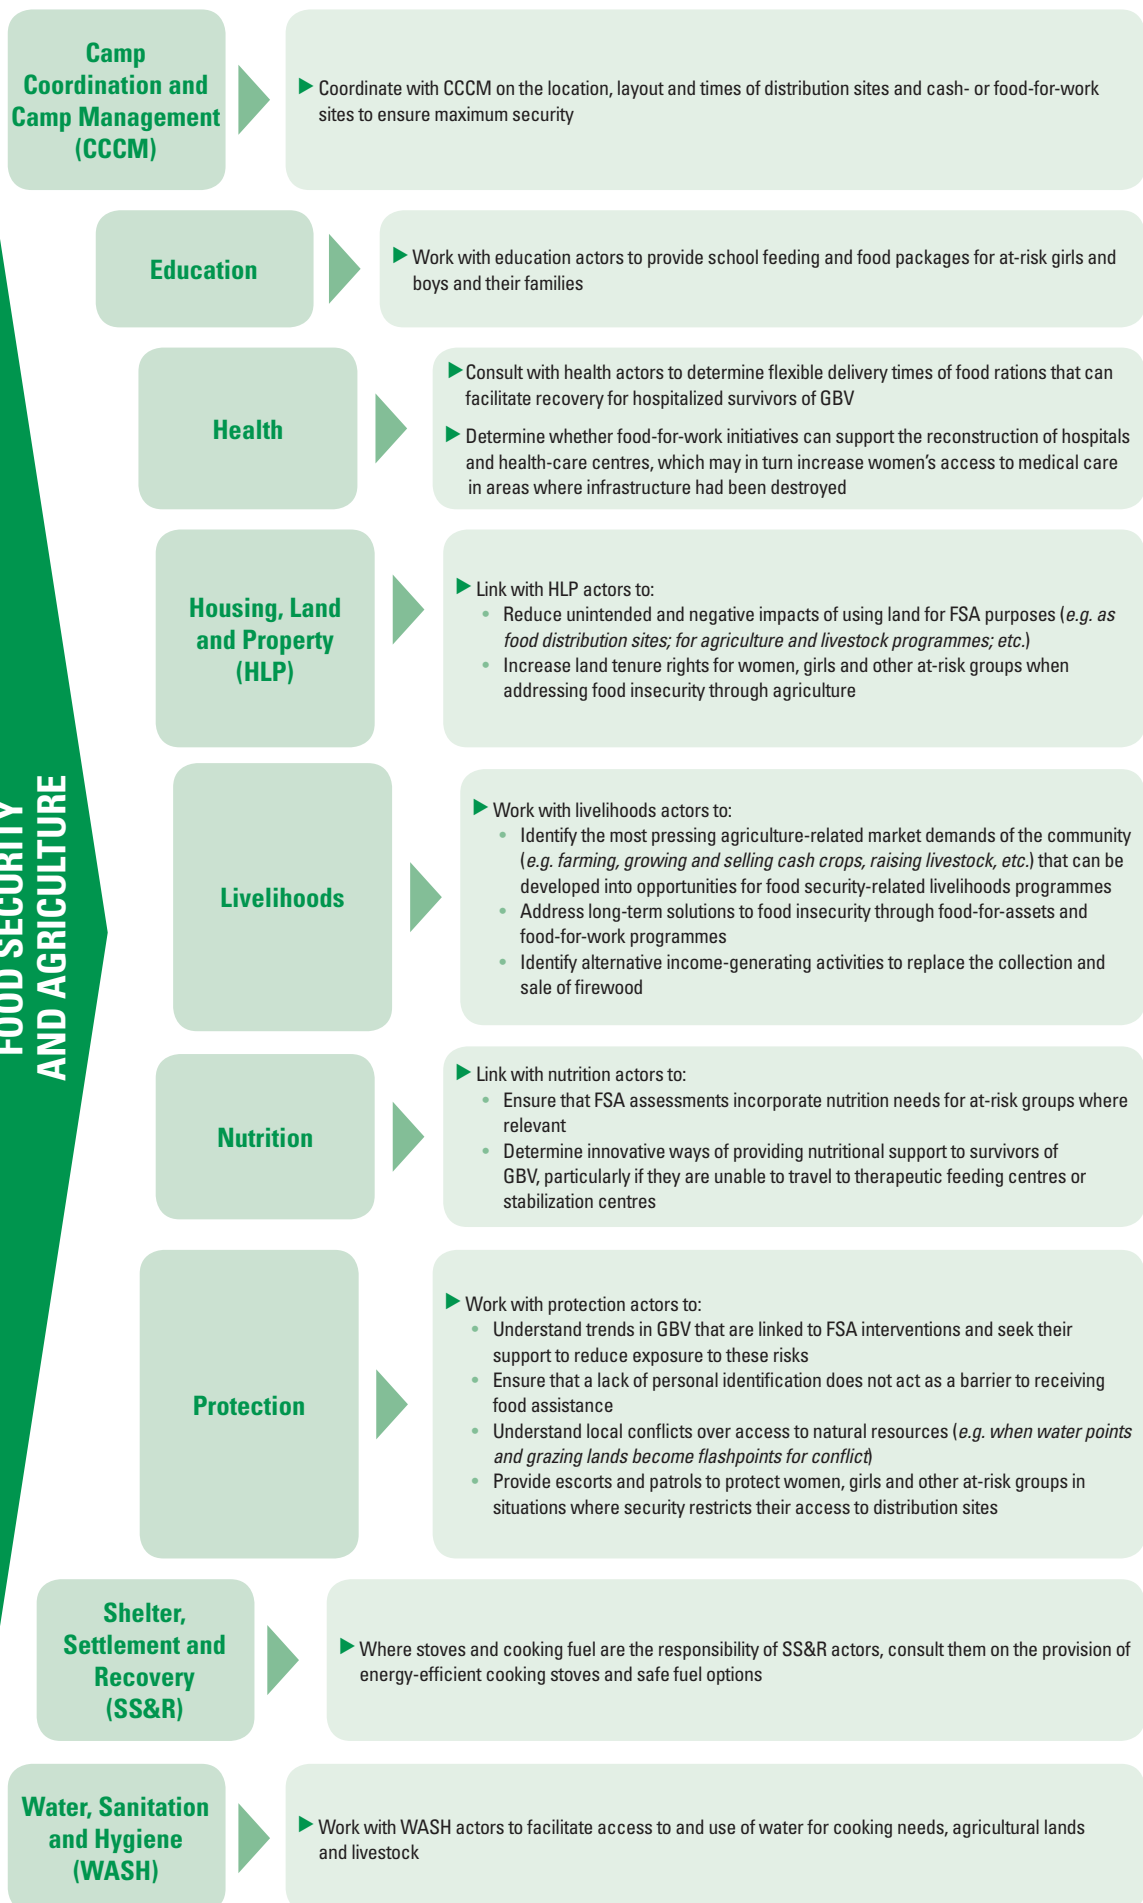 FOOD SECURITY
AND AGRICULTURE
Camp
Coordination and
Camp Management
(CCCM)
▶ Coordinate with CCCM on the location, layout and times of distribution sites and cash- or food-for-work
sites to ensure maximum security
Education
▶ Work with education actors to provide school feeding and food packages for at-risk girls and
boys and their families
Health
▶ Consult with health actors to determine flexible delivery times of food rations that can
facilitate recovery for hospitalized survivors of GBV
▶ Determine whether food-for-work initiatives can support the reconstruction of hospitals
and health-care centres, which may in turn increase women’s access to medical care
in areas where infrastructure had been destroyed
Housing, Land
and Property
(HLP)
▶ Link with HLP actors to:
• Reduce unintended and negative impacts of using land for FSA purposes (e.g. as
food distribution sites; for agriculture and livestock programmes; etc.)
• Increase land tenure rights for women, girls and other at-risk groups when
addressing food insecurity through agriculture
Livelihoods
▶ Work with livelihoods actors to:
• Identify the most pressing agriculture-related market demands of the community
(e.g. farming, growing and selling cash crops, raising livestock, etc.) that can be
developed into opportunities for food security-related livelihoods programmes
• Address long-term solutions to food insecurity through food-for-assets and
food-for-work programmes
• Identify alternative income-generating activities to replace the collection and
sale of firewood
Nutrition
▶ Link with nutrition actors to:
• Ensure that FSA assessments incorporate nutrition needs for at-risk groups where
relevant
• Determine innovative ways of providing nutritional support to survivors of
GBV, particularly if they are unable to travel to therapeutic feeding centres or
stabilization centres
Protection
▶ Work with protection actors to:
• Understand trends in GBV that are linked to FSA interventions and seek their
support to reduce exposure to these risks
• Ensure that a lack of personal identification does not act as a barrier to receiving
food assistance
• Understand local conflicts over access to natural resources (e.g. when water points
and grazing lands become flashpoints for conflict)
• Provide escorts and patrols to protect women, girls and other at-risk groups in
situations where security restricts their access to distribution sites
Shelter,
Settlement and
Recovery
(SS&R)
▶ Where stoves and cooking fuel are the responsibility of SS&R actors, consult them on the provision of
energy-efficient cooking stoves and safe fuel options
Water, Sanitation
and Hygiene
(WASH)
▶ Work with WASH actors to facilitate access to and use of water for cooking needs, agricultural lands
and livestock